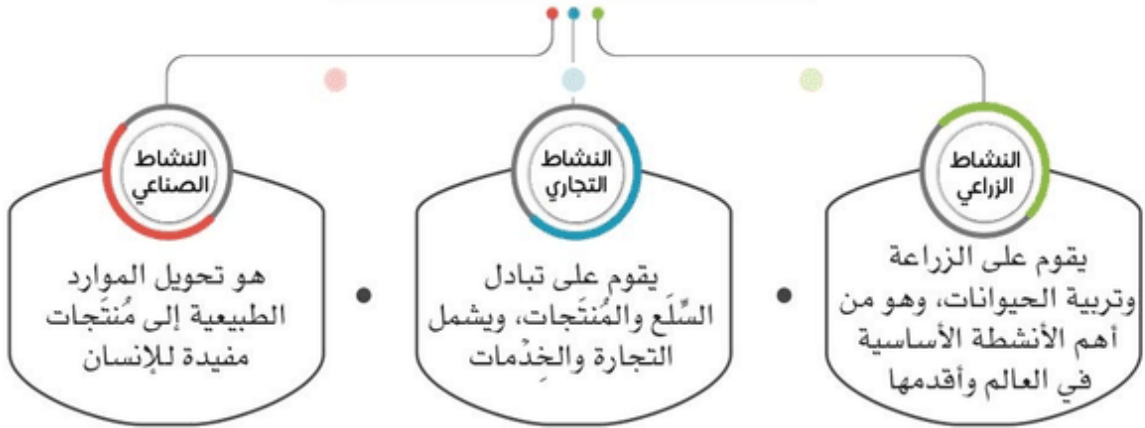 النشاط
الزراعي
يقوم على الزراعة
وتربية الحيوانات، وهو من
أهم الأنشطة الأساسية
في العالم وأقدمها
النشاط
التجاري
يقوم على تبادل
السِّلَع والمُنتَجات، ويشمل
التجارة والخِدْمات
النشاط
الصناعي
هو تحويل الموارد
الطبيعية إلى مُنتَجات
مفيدة للإنسان